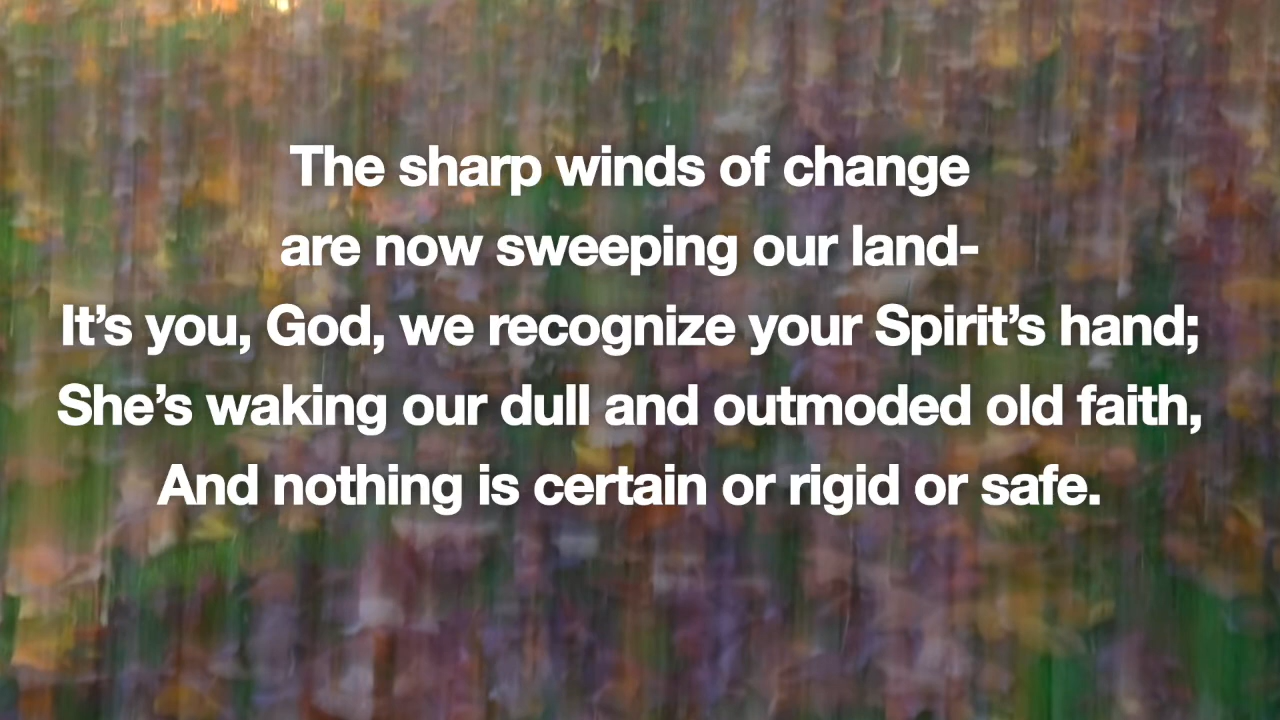 The sharp winds of change
are now sweeping our land-
It’s you, God, we recognize your Spirit’s hand;
She’s waking our dull and outmoded old faith,
And nothing is certain or rigid or safe.